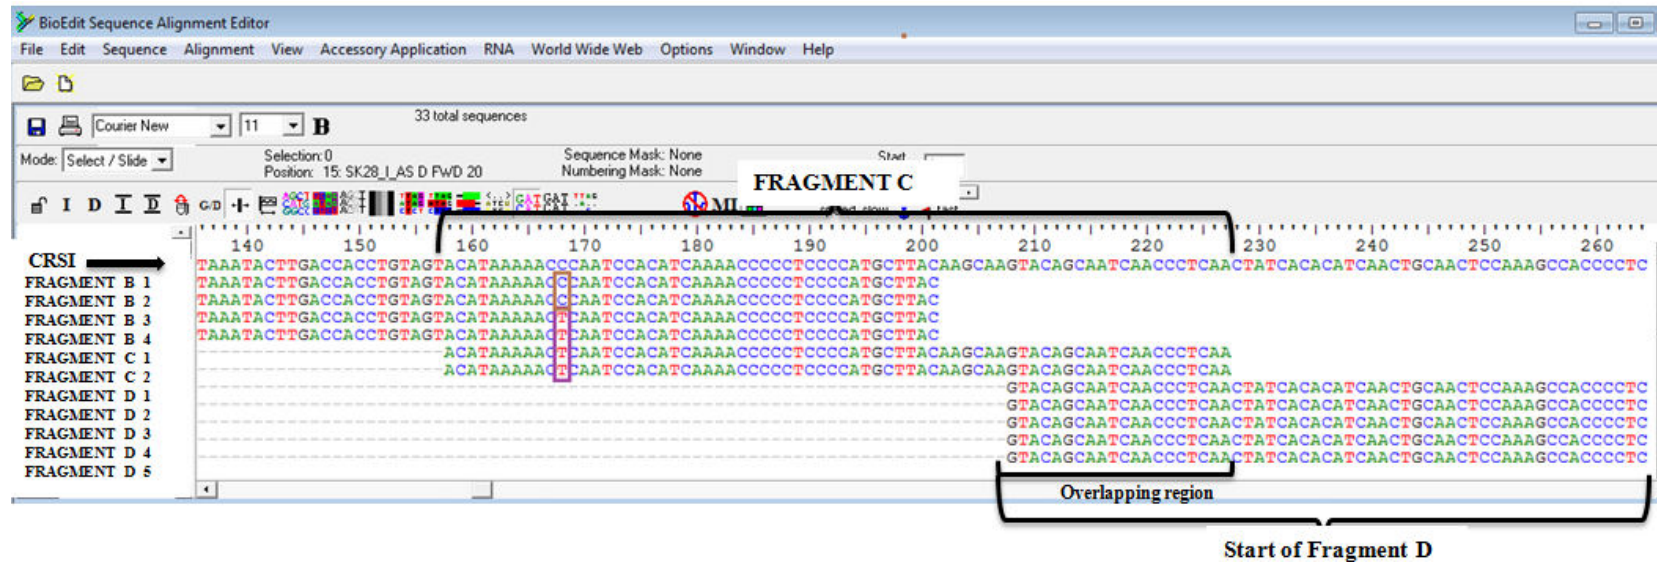 BioEdit Sequence Alignment Editor
File Edit Sequence Alignment View Accessory Application RNA World Wide Web Options Window Help
Courier New 11 B 33 total sequences
Mode: Select / Slide Selection: 0 Sequence Mask: None Start
Position: 15: SK28_I_AS D FWD 20 Numbering Mask: None
FRAGMENT C
I D I D G/D
140 150 160 170 180 190 200 210 220 230 240 250 260
CRSI TAAATACTTGACCACCTGTAGTACATAAAAACCCAATCCACATCAAAACCCCCTCCCCATGCTTACAAGCAAGTACAGCAATCAACCCTCAACTATCACACATCAACTGCAACTCCAAAGCCACCCCTC
FRAGMENT B 1 TAAATACTTGACCACCTGTAGTACATAAAAACCCAATCCACATCAAAACCCCCTCCCCATGCTTAC
FRAGMENT B 2 TAAATACTTGACCACCTGTAGTACATAAAAACCCAATCCACATCAAAACCCCCTCCCCATGCTTAC
FRAGMENT B 3 TAAATACTTGACCACCTGTAGTACATAAAAACTCAATCCACATCAAAACCCCCTCCCCATGCTTAC
FRAGMENT B 4 TAAATACTTGACCACCTGTAGTACATAAAAACTCAATCCACATCAAAACCCCCTCCCCATGCTTAC
FRAGMENT C 1 ACATAAAAACTCAATCCACATCAAAACCCCCTCCCCATGCTTACAAGCAAGTACAGCAATCAACCCTCAA
FRAGMENT C 2 ACATAAAAACTCAATCCACATCAAAACCCCCTCCCCATGCTTACAAGCAAGTACAGCAATCAACCCTCAA
FRAGMENT D 1 GTACAGCAATCAACCCTCAACTATCACACATCAACTGCAACTCCAAAGCCACCCCTC
FRAGMENT D 2 GTACAGCAATCAACCCTCAACTATCACACATCAACTGCAACTCCAAAGCCACCCCTC
FRAGMENT D 3 GTACAGCAATCAACCCTCAACTATCACACATCAACTGCAACTCCAAAGCCACCCCTC
FRAGMENT D 4 GTACAGCAATCAACCCTCAACTATCACACATCAACTGCAACTCCAAAGCCACCCCTC
FRAGMENT D 5 GTACAGCAATCAACCCTCAACTATCACACATCAACTGCAACTCCAAAGCCACCCCTC
Overlapping region
Start of Fragment D